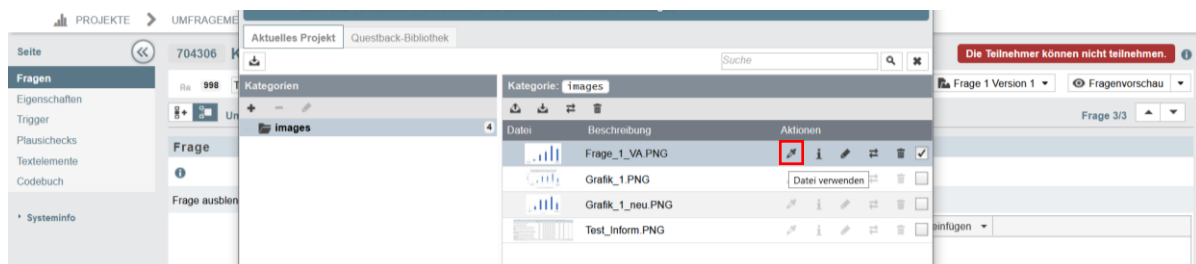 PROJEKTE
UMFRAGEME
Seite
Fragen
Eigenschaften
Trigger
Plausichecks
Textelemente
Codebuch
Systeminfo
704306 K
Ra 998 T
Un
Frage
Frage ausblen
Aktuelles Projekt
Questback-Bibliothek
Suche
Kategorien
images 4
Kategorie: images
Datei Beschreibung Aktionen
Frage_1_VA.PNG
Grafik_1.PNG
Datei verwenden
Grafik_1_neu.PNG
Test_Inform.PNG
Die Teilnehmer können nicht teilnehmen.
Frage 1 Version 1
Fragenvorschau
Frage 3/3
einfügen